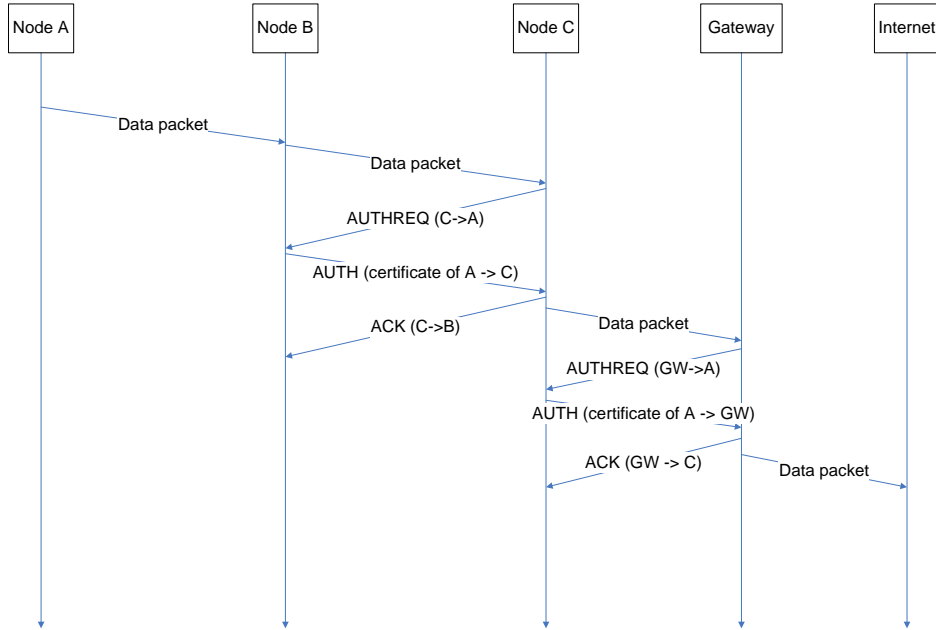 Node A
Node B
Node C
Gateway
Internet
Data packet
Data packet
AUTHREQ (C->A)
AUTH (certificate of A -> C)
ACK (C->B)
Data packet
AUTHREQ (GW->A)
AUTH (certificate of A -> GW)
ACK (GW -> C)
Data packet